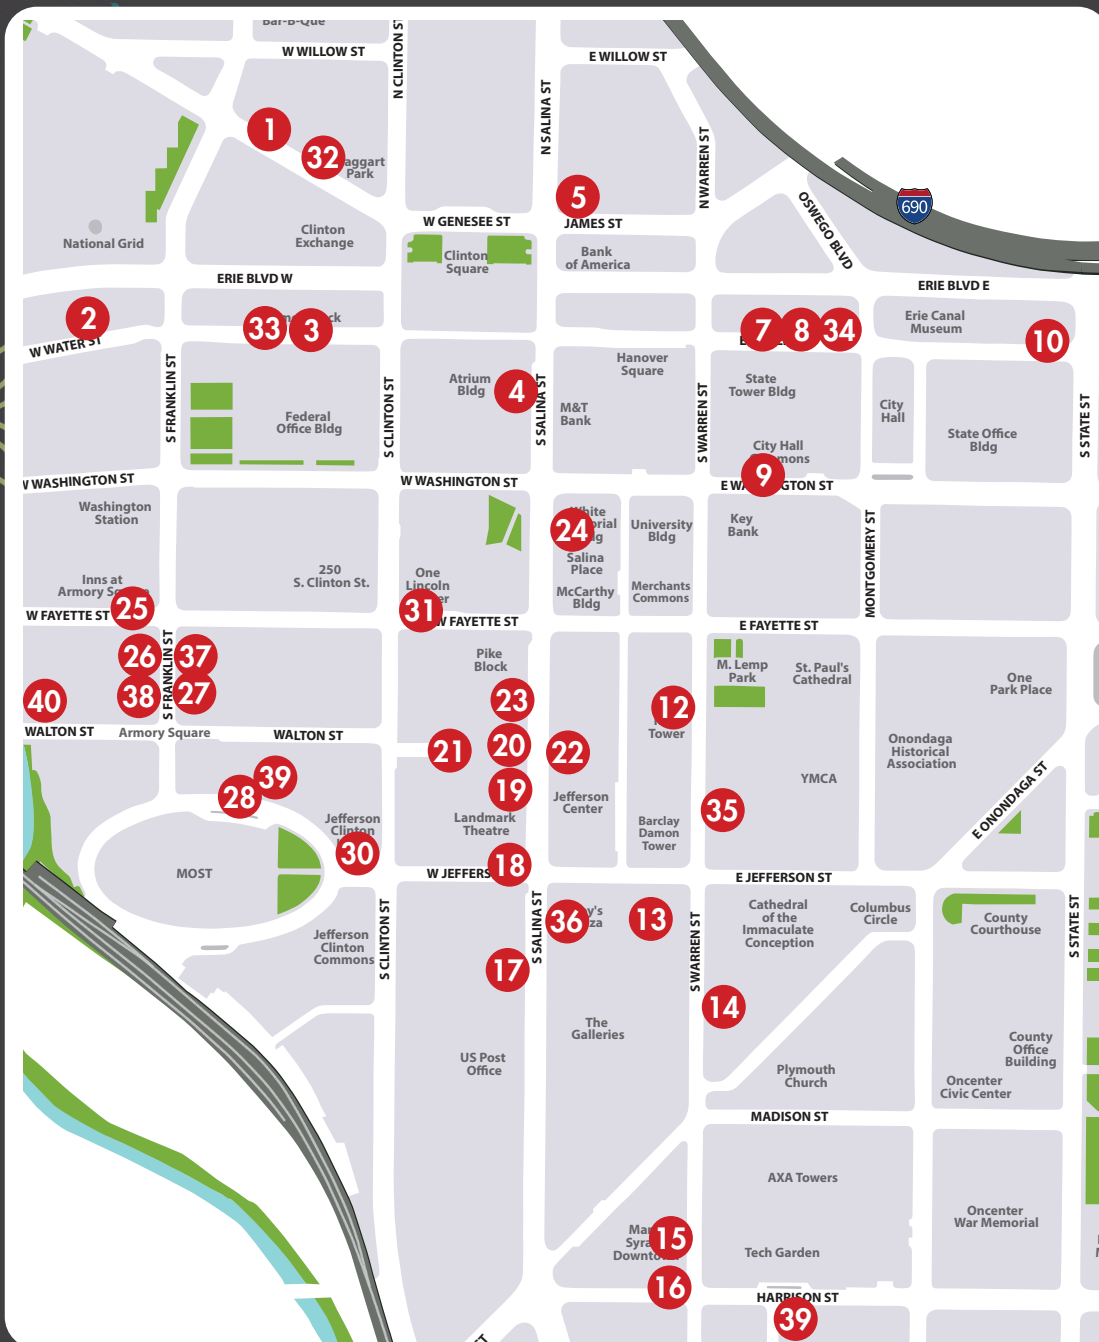 Bar-B-Que
W WILLOW ST
N CLINTON ST
E WILLOW ST
N SALINA ST
N WARREN ST
1
32
Park
5
690
OSWEGO BLVD
W GENESEE ST
JAMES ST
National Grid
Clinton
Exchange
Clinton
Square
Bank
of America
ERIE BLVD W
ERIE BLVD E
2
W WATER ST
33
3
7
8
34
Erie Canal
Museum
10
S FRANKLIN ST
S CLINTON ST
Atrium
Bldg
4
S SALINA ST
Hanover
Square
M&T
Bank
S WARREN ST
State
Tower Bldg
City
Hall
State Office
Bldg
S STATE ST
Federal
Office Bldg
City Hall
9
W WASHINGTON ST
W WASHINGTON ST
Washington
Station
24
University
Bldg
Key
Bank
MONTGOMERY ST
Salina
Place
Merchants
Commons
McCarthy
Bldg
250
S. Clinton St.
One
Lincoln
31
Inns at
Armory
25
W FAYETTE ST
W FAYETTE ST
E FAYETTE ST
26
37
S FRANKLIN ST
38
27
40
Pike
Block
M. Lemp
Park
St. Paul's
Cathedral
One
Park Place
23
12
Tower
WALTON ST
Armory Square
WALTON ST
21
20
22
Onondaga
Historical
Association
YMCA
39
28
19
Jefferson
Center
35
E ONONDAGA ST
Jefferson
Clinton
30
Landmark
Theatre
Barclay
Damon
Tower
MOST
18
E JEFFERSON ST
36
13
Cathedral
of the
Immaculate
Conception
Columbus
Circle
County
Courthouse
S STATE ST
Jefferson
Clinton
Commons
S CLINTON ST
S SALINA ST
S WARREN ST
17
14
The
Galleries
US Post
Office
Plymouth
Church
County
Office
Building
Oncenter
Civic Center
MADISON ST
AXA Towers
Oncenter
War Memorial
15
Tech Garden
16
HARRISON ST
39